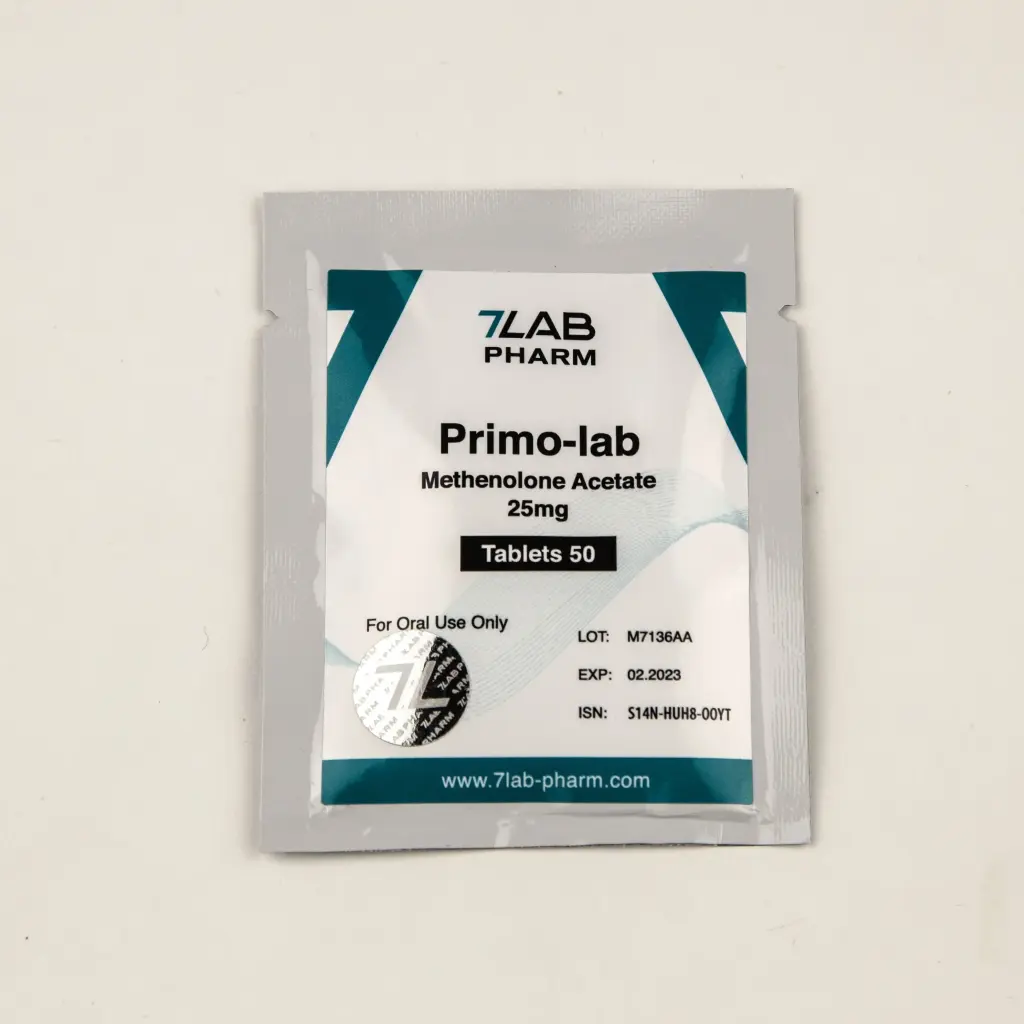 7LAB
PHARM
Primo-lab
Methenolone Acetate
25mg
Tablets 50
For Oral Use Only
LOT: M7136AA
EXP: 02.2023
ISN: S14N-HUH8-00YT
7L
www.7lab-pharm.com